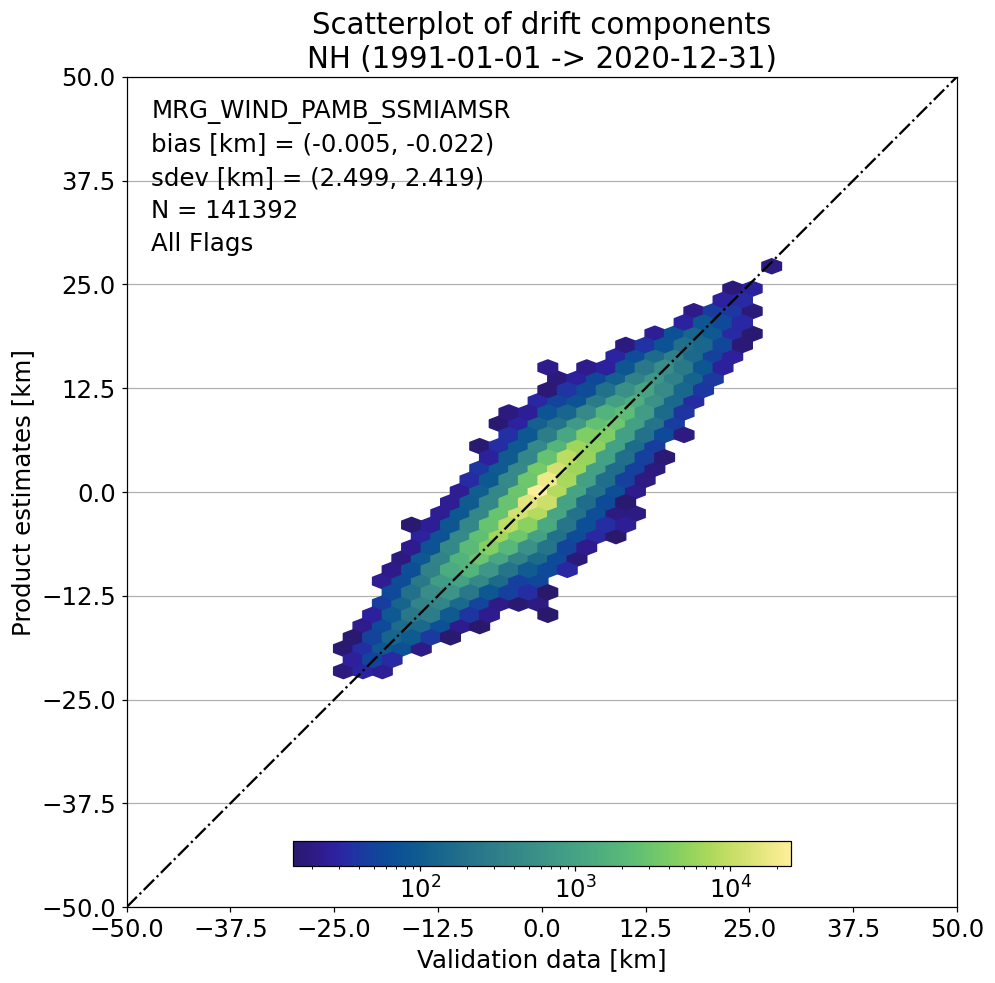 Scatterplot of drift components
NH (1991-01-01 -> 2020-12-31)
MRG_WIND_PAMB_SSMIAMSR
bias [km] = (-0.005, -0.022)
sdev [km] = (2.499, 2.419)
N = 141392
All Flags
50.0
37.5
25.0
12.5
0.0
−12.5
−25.0
−37.5
−50.0
Product estimates [km]
10² 10³ 10⁴
−50.0 −37.5 −25.0 −12.5 0.0 12.5 25.0 37.5 50.0
Validation data [km]